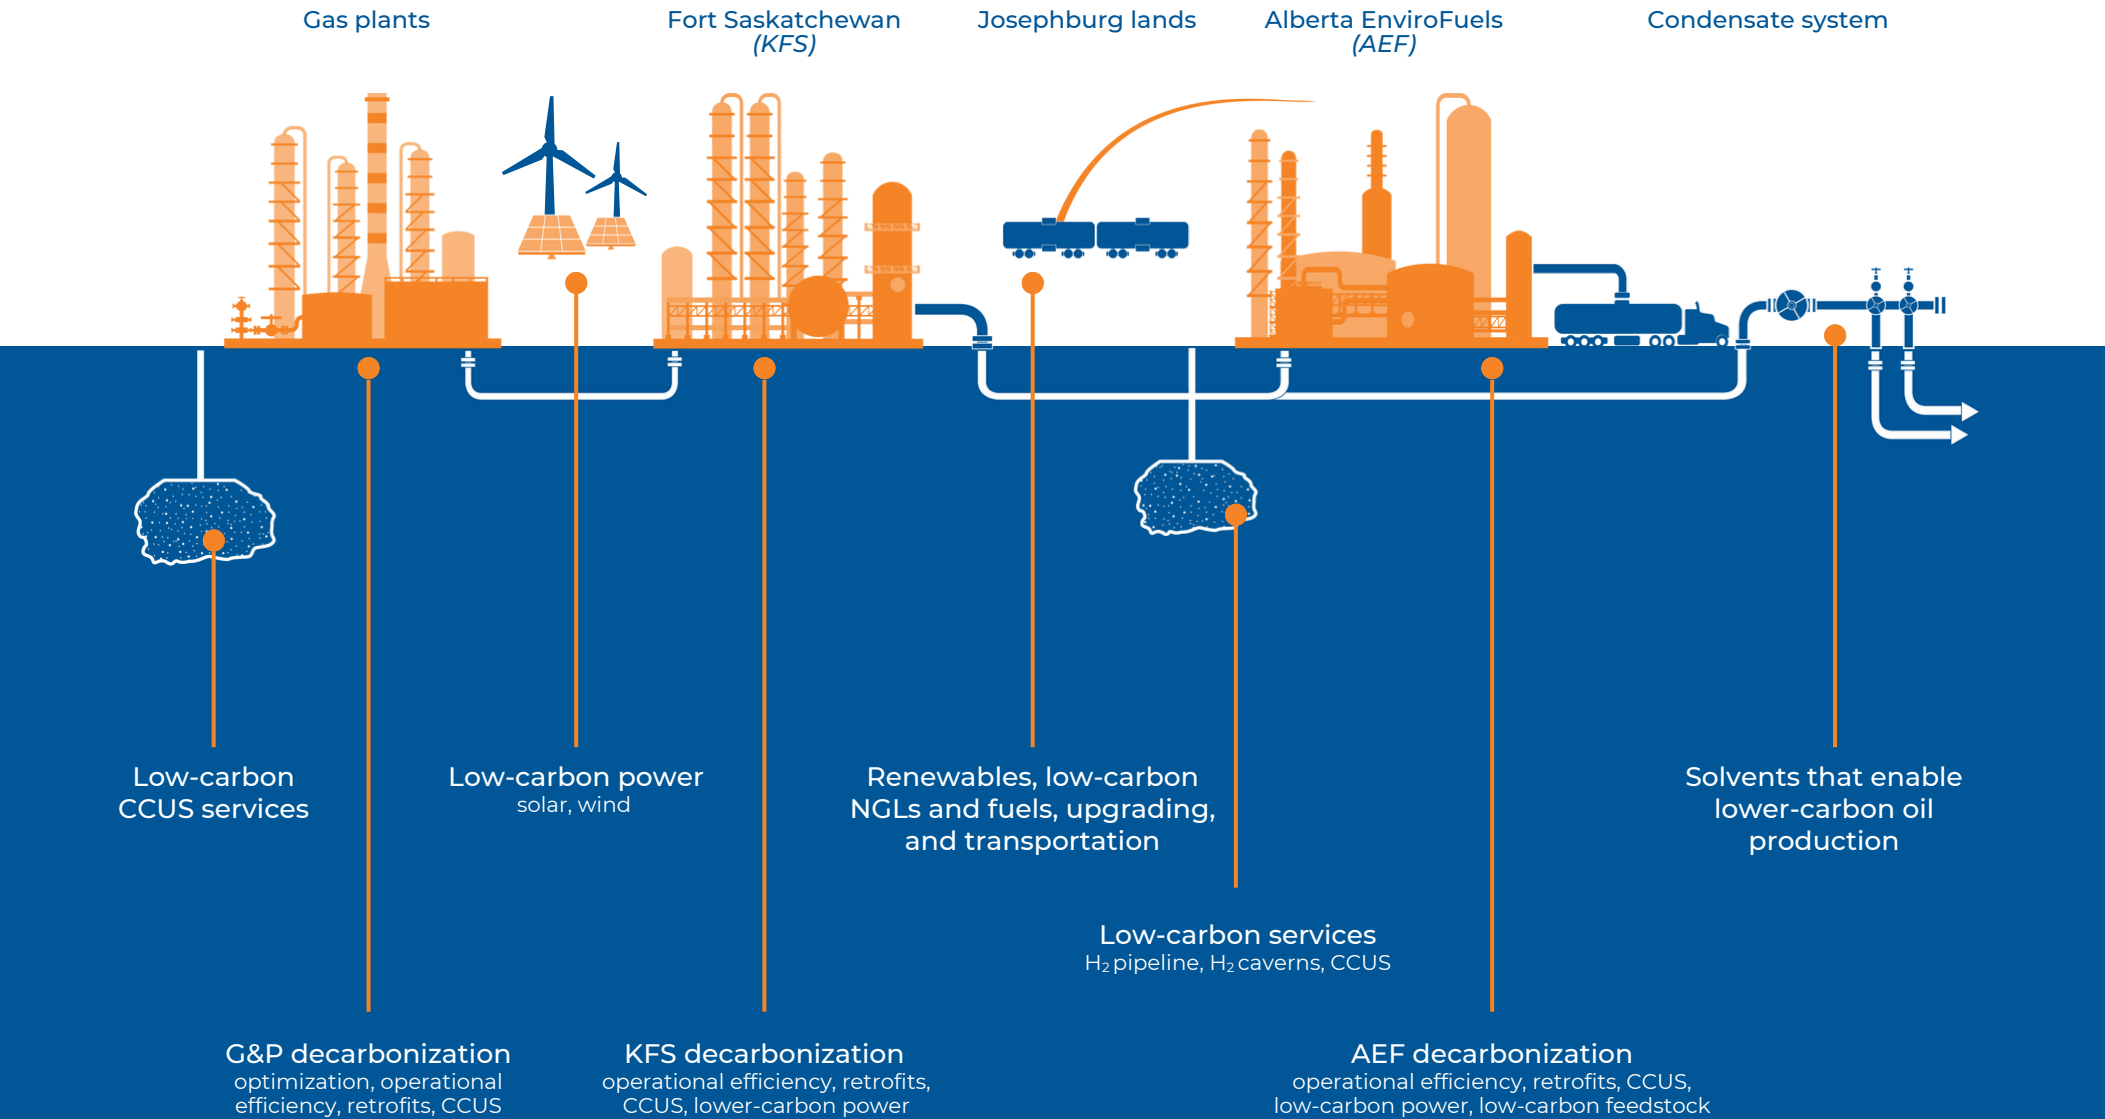 Gas plants
Fort Saskatchewan
(KFS)
Josephburg lands
Alberta EnviroFuels
(AEF)
Condensate system
Low-carbon
CCUS services
Low-carbon power
solar, wind
Renewables, low-carbon
NGLs and fuels, upgrading,
and transportation
Solvents that enable
lower-carbon oil
production
Low-carbon services
H₂ pipeline, H₂ caverns, CCUS
G&P decarbonization
optimization, operational
efficiency, retrofits, CCUS
KFS decarbonization
operational efficiency, retrofits,
CCUS, lower-carbon power
AEF decarbonization
operational efficiency, retrofits, CCUS,
low-carbon power, low-carbon feedstock